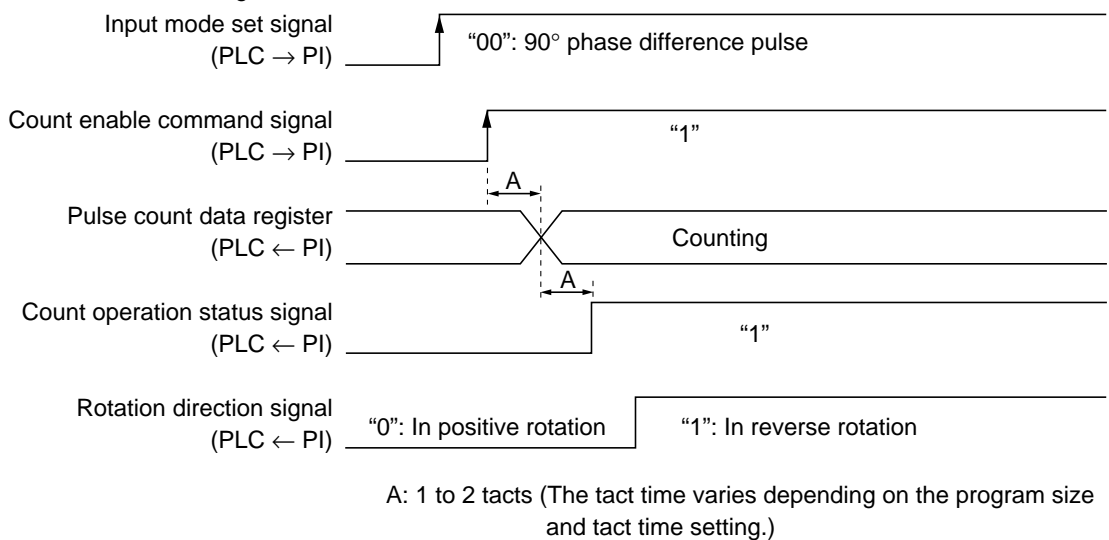 Input mode set signal
(PLC → PI)
“00”: 90° phase difference pulse
Count enable command signal
(PLC → PI)
“1”
A
Pulse count data register
(PLC ← PI)
Counting
A
Count operation status signal
(PLC ← PI)
“1”
Rotation direction signal
(PLC ← PI)
“0”: In positive rotation
“1”: In reverse rotation
A: 1 to 2 tacts (The tact time varies depending on the program size
and tact time setting.)